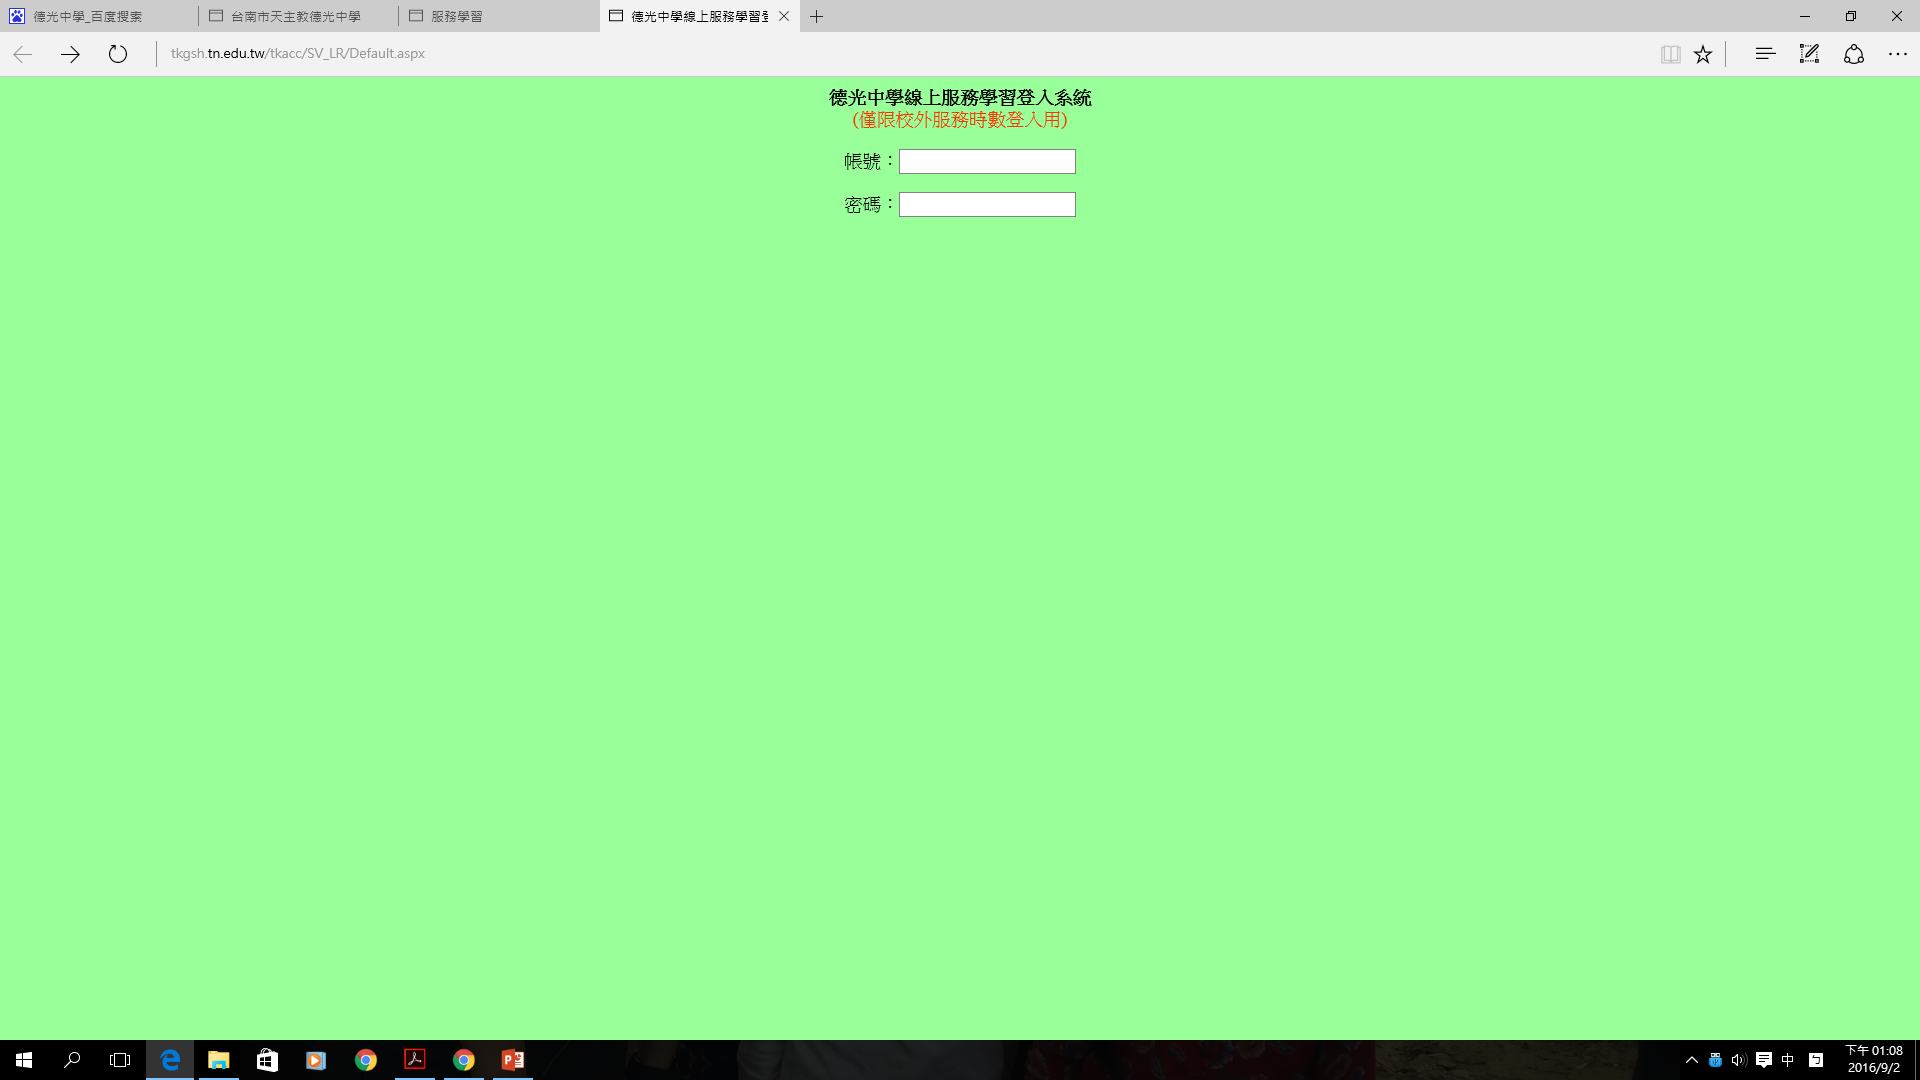 德光中學_百度搜索
台南市天主教德光中學
服務學習
德光中學線上服務學習登
tkgsh.tn.edu.tw/tkacc/SV_LR/Default.aspx
德光中學線上服務學習登入系統
(僅限校外服務時數登入用)
帳號：
密碼：
中
下午 01:08
2016/9/2